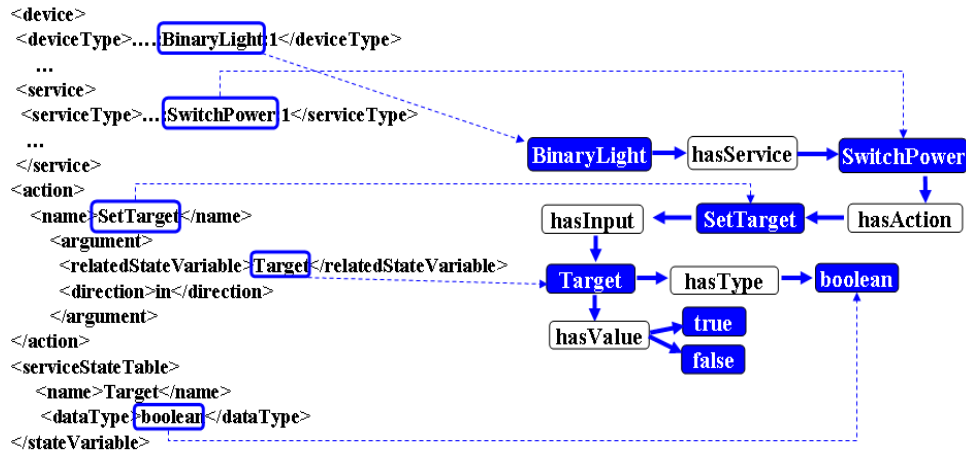 <device>
<deviceType>....:BinaryLight:1</deviceType>
...
<service>
<serviceType>....:SwitchPower:1</serviceType>
...
</service>
<action>
<name>SetTarget</name>
<argument>
<relatedStateVariable>Target</relatedStateVariable>
<direction>in</direction>
</argument>
</action>
<serviceStateTable>
<name>Target</name>
<dataType>boolean</dataType>
</stateVariable>
BinaryLight hasService SwitchPower
hasInput SetTarget hasAction
Target hasType boolean
hasValue true
false